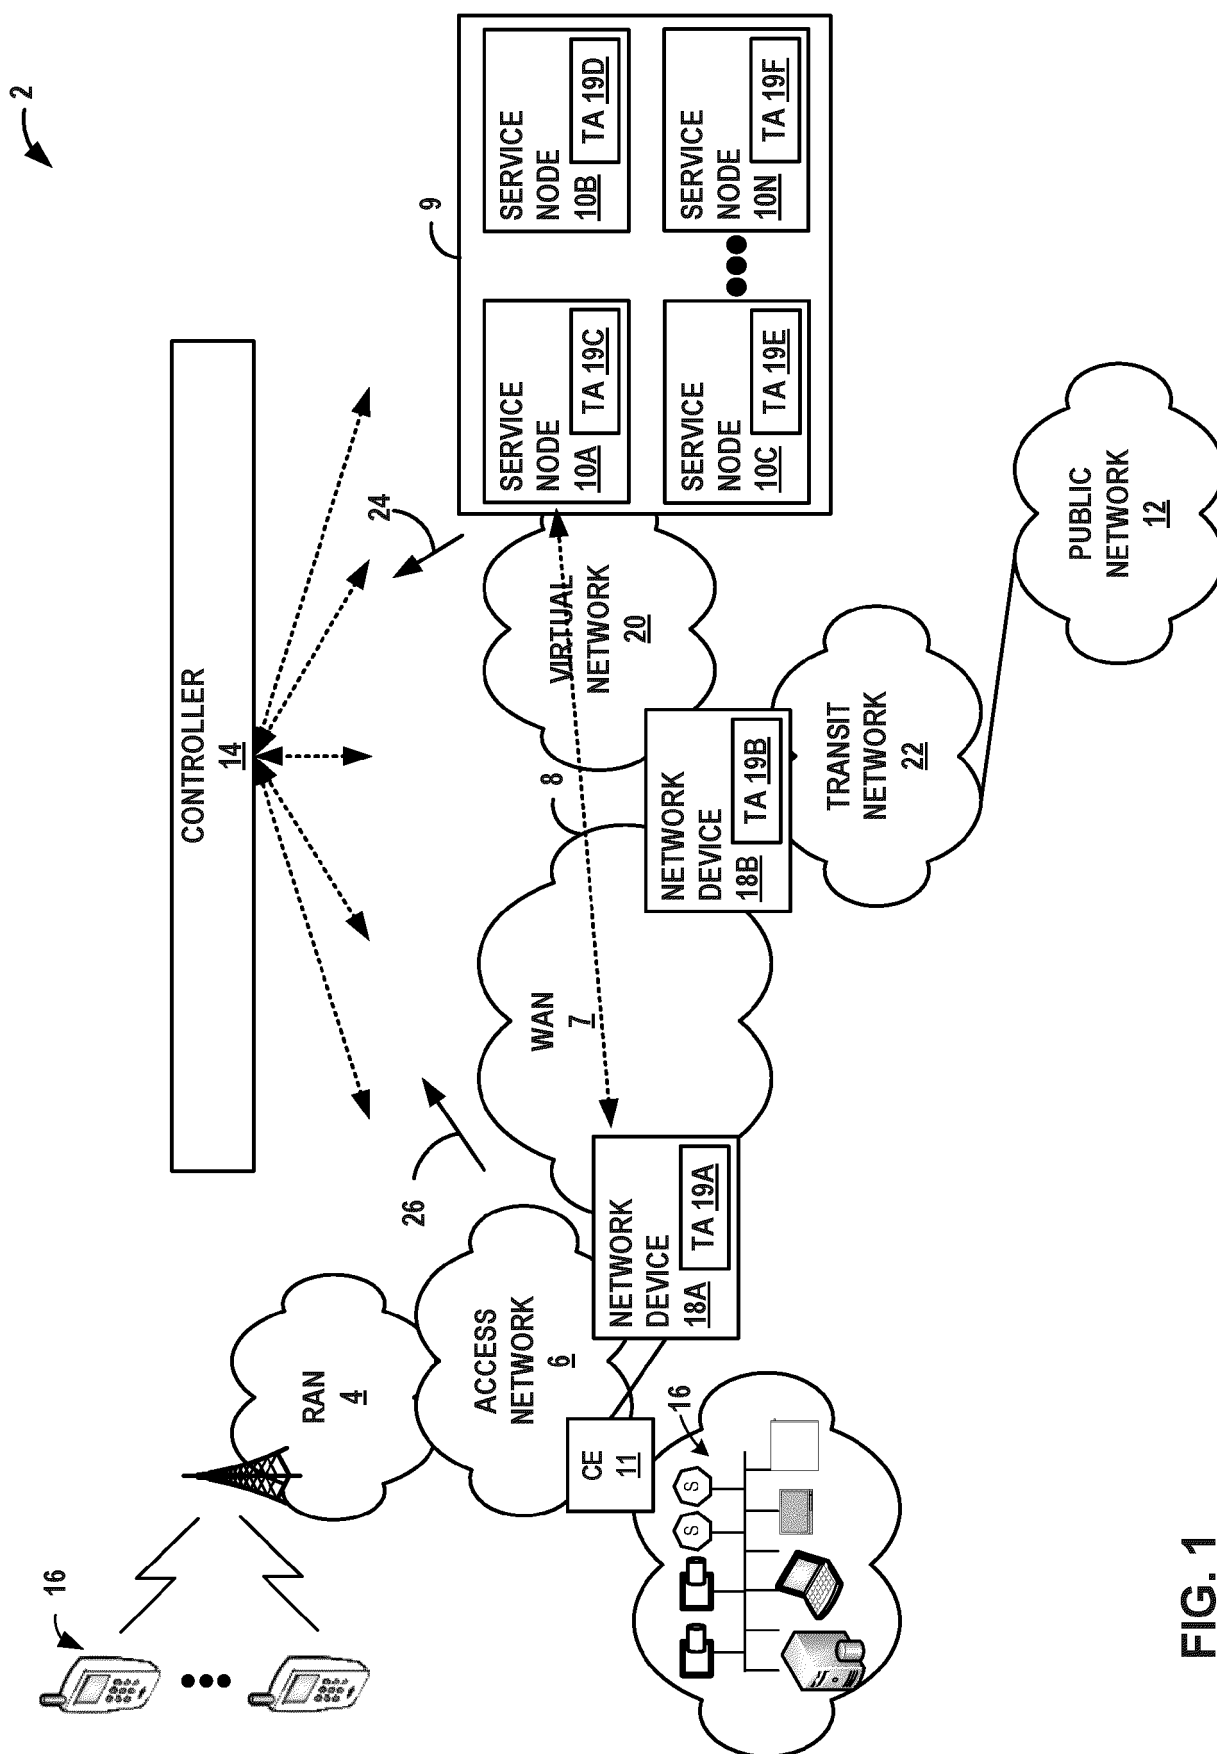 2
CONTROLLER
14
16
RAN
4
26
24
9
ACCESS
NETWORK
6
8
WAN
7
VIRTUAL
NETWORK
20
SERVICE
NODE
10A
TA 19C
SERVICE
NODE
10B
TA 19D
SERVICE
NODE
10C
TA 19E
SERVICE
NODE
10N
TA 19F
CE
11
NETWORK
DEVICE
18A
TA 19A
NETWORK
DEVICE
18B
TA 19B
16
S
S
TRANSIT
NETWORK
22
PUBLIC
NETWORK
12
FIG. 1